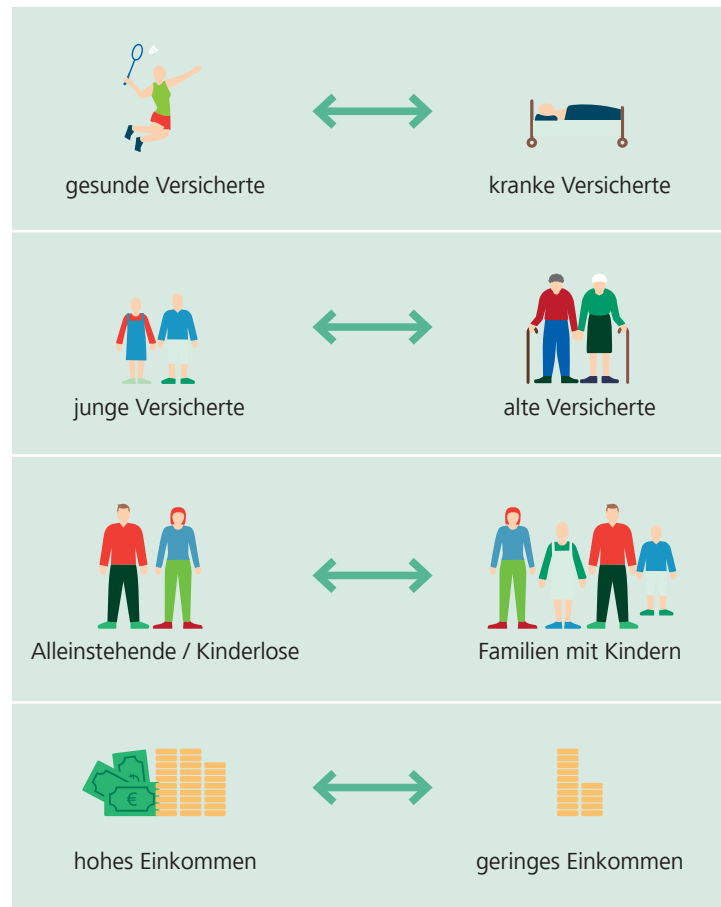 gesunde Versicherte
kranke Versicherte
junge Versicherte
alte Versicherte
Alleinstehende / Kinderlose
Familien mit Kindern
€
hohes Einkommen
geringes Einkommen